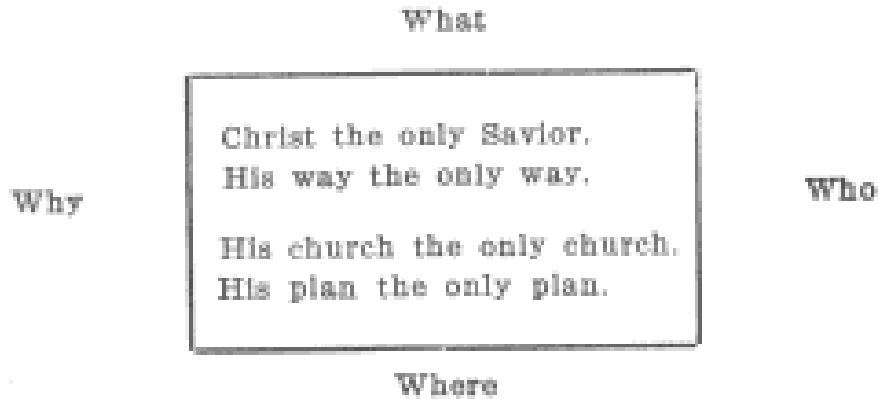 What
Christ the only Savior.
His way the only way.
Why
Who
His church the only church.
His plan the only plan.
Where